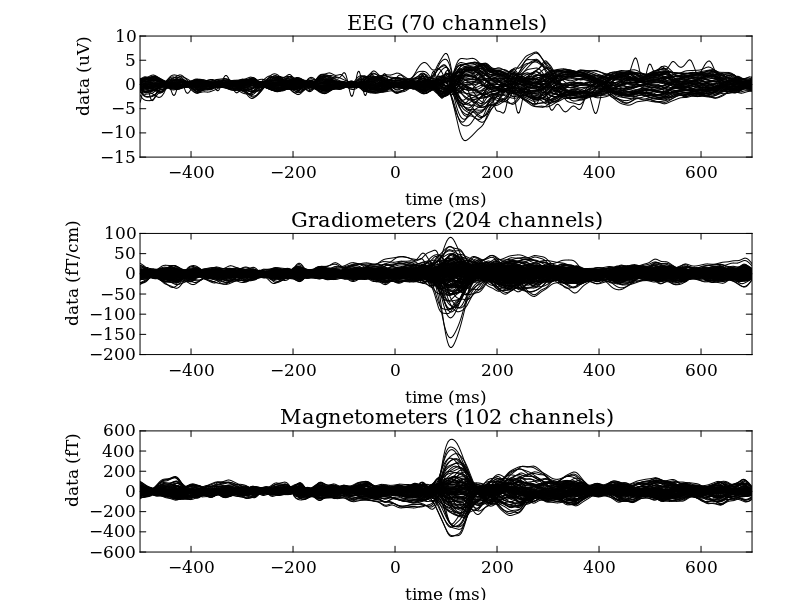 EEG (70 channels)
data (uV)
10
5
0
−5
−10
−15
−400 −200 0 200 400 600
time (ms)
Gradiometers (204 channels)
data (fT/cm)
100
50
0
−50
−100
−150
−200
−400 −200 0 200 400 600
time (ms)
Magnetometers (102 channels)
data (fT)
600
400
200
0
−200
−400
−600
−400 −200 0 200 400 600
time (ms)